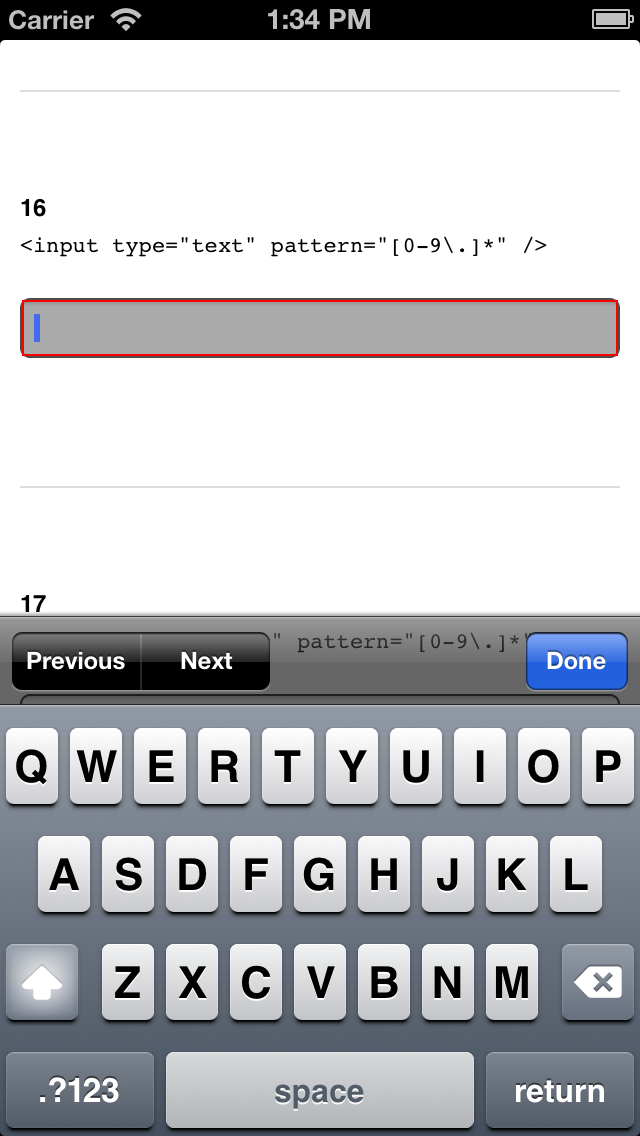 Carrier 1:34 PM
16
<input type="text" pattern="[0-9\.]*" />
17
" pattern="[0-9\.]*"
Previous Next Done
Q W E R T Y U I O P
A S D F G H J K L
Z X C V B N M
.?123 space return